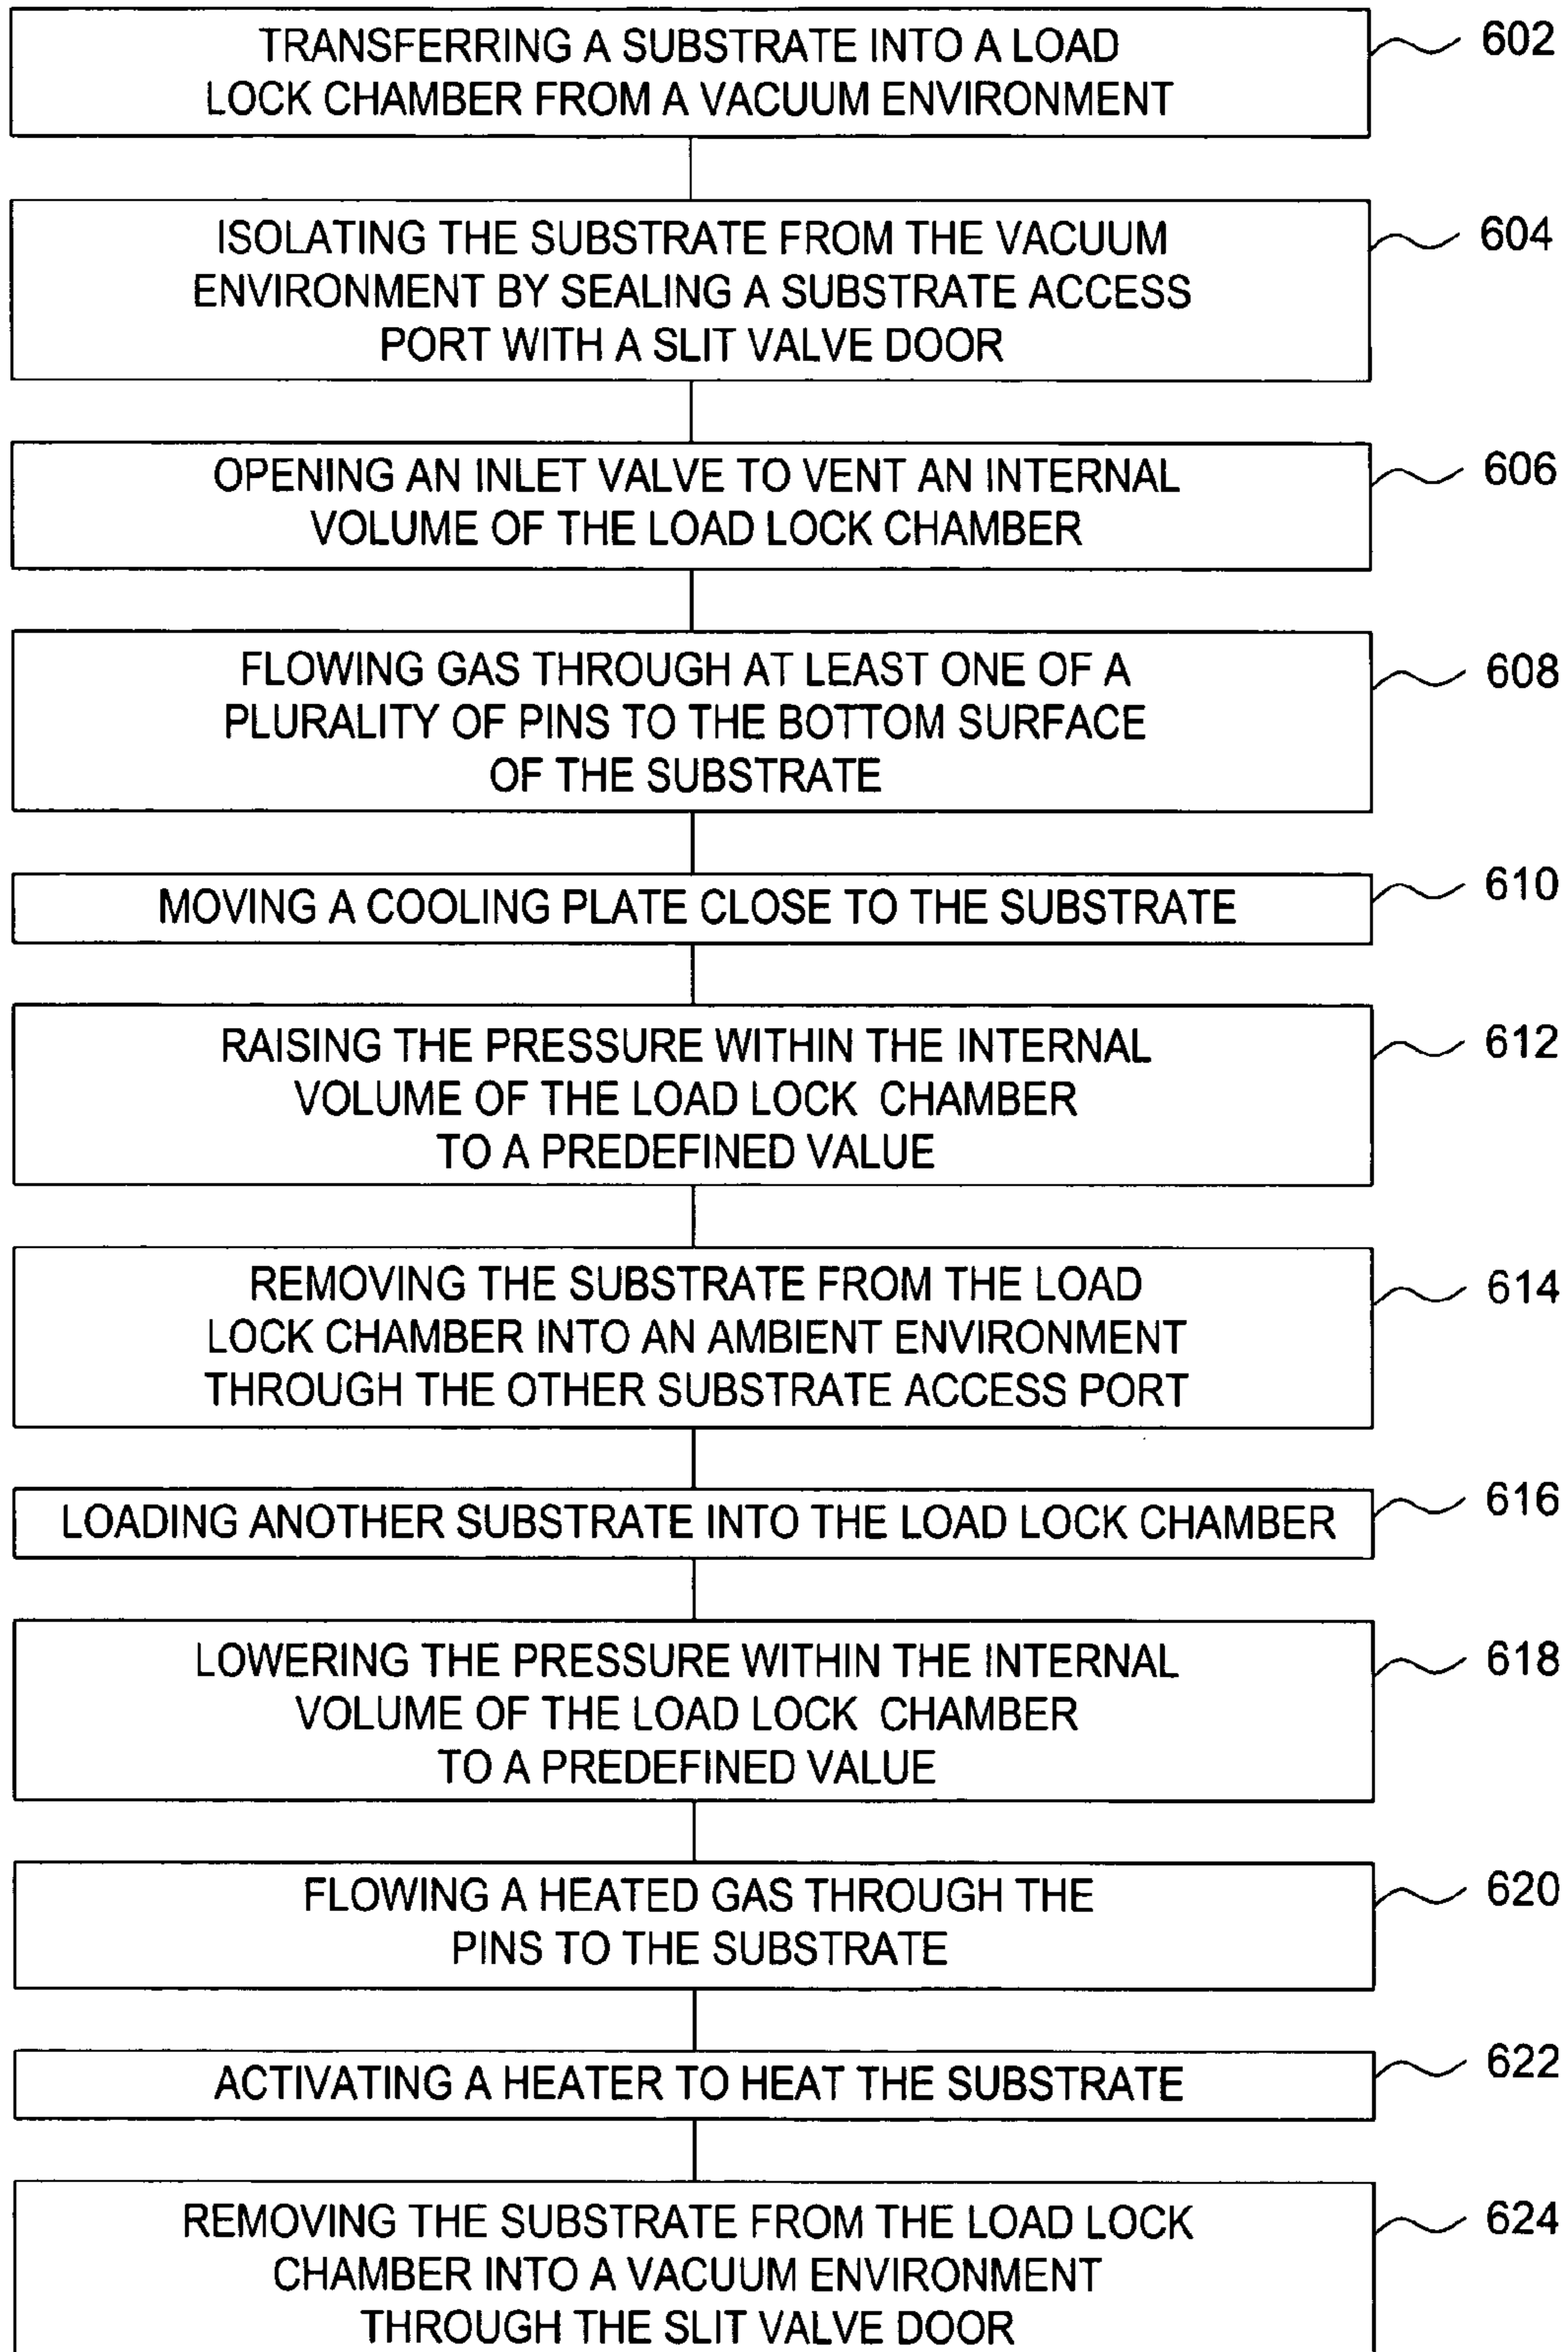 TRANSFERRING A SUBSTRATE INTO A LOAD
LOCK CHAMBER FROM A VACUUM ENVIRONMENT
602
ISOLATING THE SUBSTRATE FROM THE VACUUM
ENVIRONMENT BY SEALING A SUBSTRATE ACCESS
PORT WITH A SLIT VALVE DOOR
604
OPENING AN INLET VALVE TO VENT AN INTERNAL
VOLUME OF THE LOAD LOCK CHAMBER
606
FLOWING GAS THROUGH AT LEAST ONE OF A
PLURALITY OF PINS TO THE BOTTOM SURFACE
OF THE SUBSTRATE
608
MOVING A COOLING PLATE CLOSE TO THE SUBSTRATE
610
RAISING THE PRESSURE WITHIN THE INTERNAL
VOLUME OF THE LOAD LOCK CHAMBER
TO A PREDEFINED VALUE
612
REMOVING THE SUBSTRATE FROM THE LOAD
LOCK CHAMBER INTO AN AMBIENT ENVIRONMENT
THROUGH THE OTHER SUBSTRATE ACCESS PORT
614
LOADING ANOTHER SUBSTRATE INTO THE LOAD LOCK CHAMBER
616
LOWERING THE PRESSURE WITHIN THE INTERNAL
VOLUME OF THE LOAD LOCK CHAMBER
TO A PREDEFINED VALUE
618
FLOWING A HEATED GAS THROUGH THE
PINS TO THE SUBSTRATE
620
ACTIVATING A HEATER TO HEAT THE SUBSTRATE
622
REMOVING THE SUBSTRATE FROM THE LOAD LOCK
CHAMBER INTO A VACUUM ENVIRONMENT
THROUGH THE SLIT VALVE DOOR
624